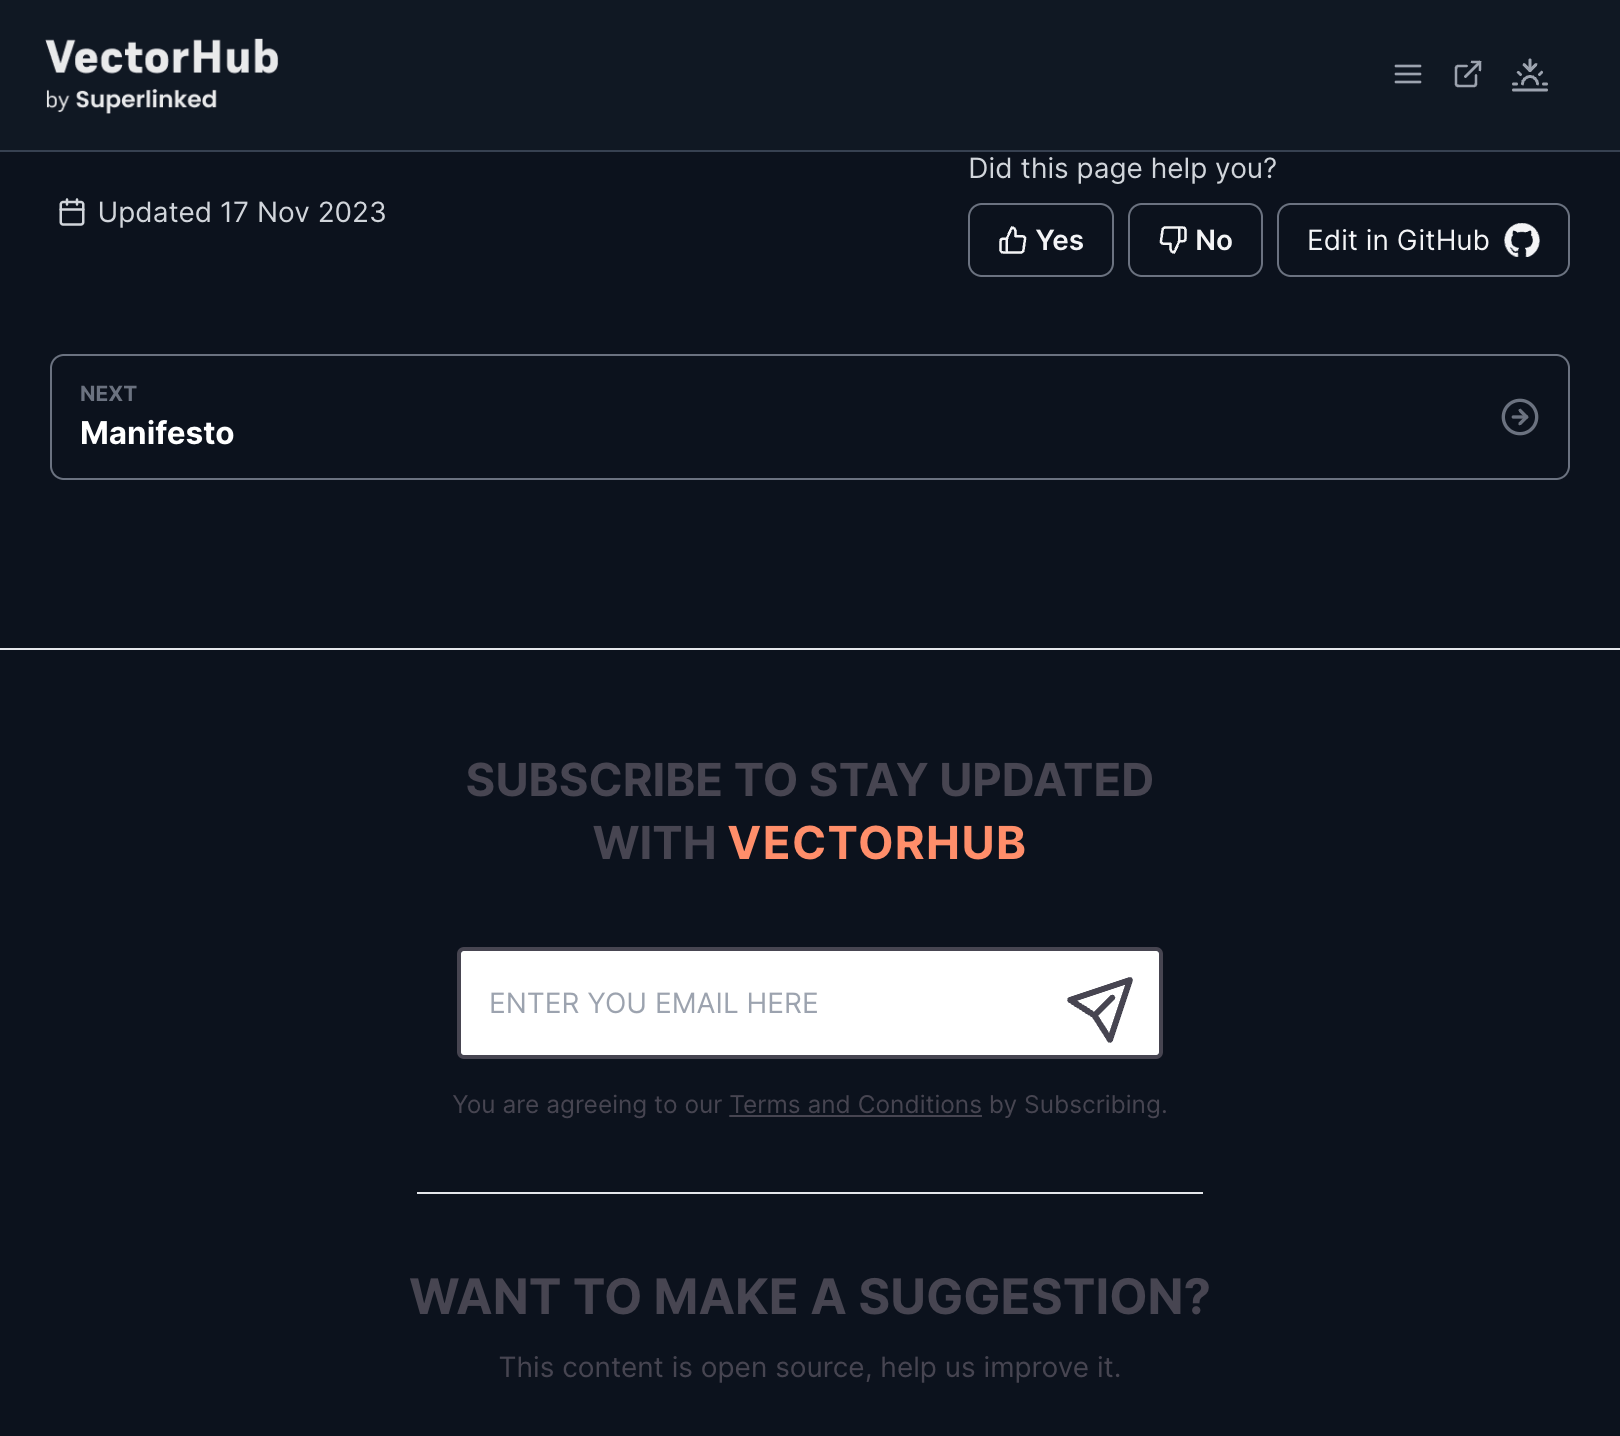 VectorHub
by Superlinked
Did this page help you?
Updated 17 Nov 2023
Yes
No
Edit in GitHub
NEXT
Manifesto
SUBSCRIBE TO STAY UPDATED
WITH VECTORHUB
ENTER YOU EMAIL HERE
You are agreeing to our Terms and Conditions by Subscribing.
WANT TO MAKE A SUGGESTION?
This content is open source, help us improve it.